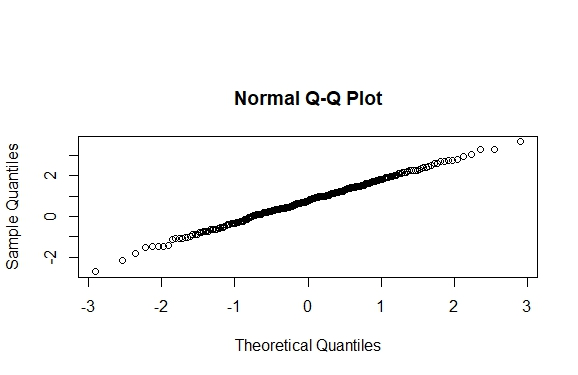 Normal Q-Q Plot
Sample Quantiles
2
0
-2
-3 -2 -1 0 1 2 3
Theoretical Quantiles